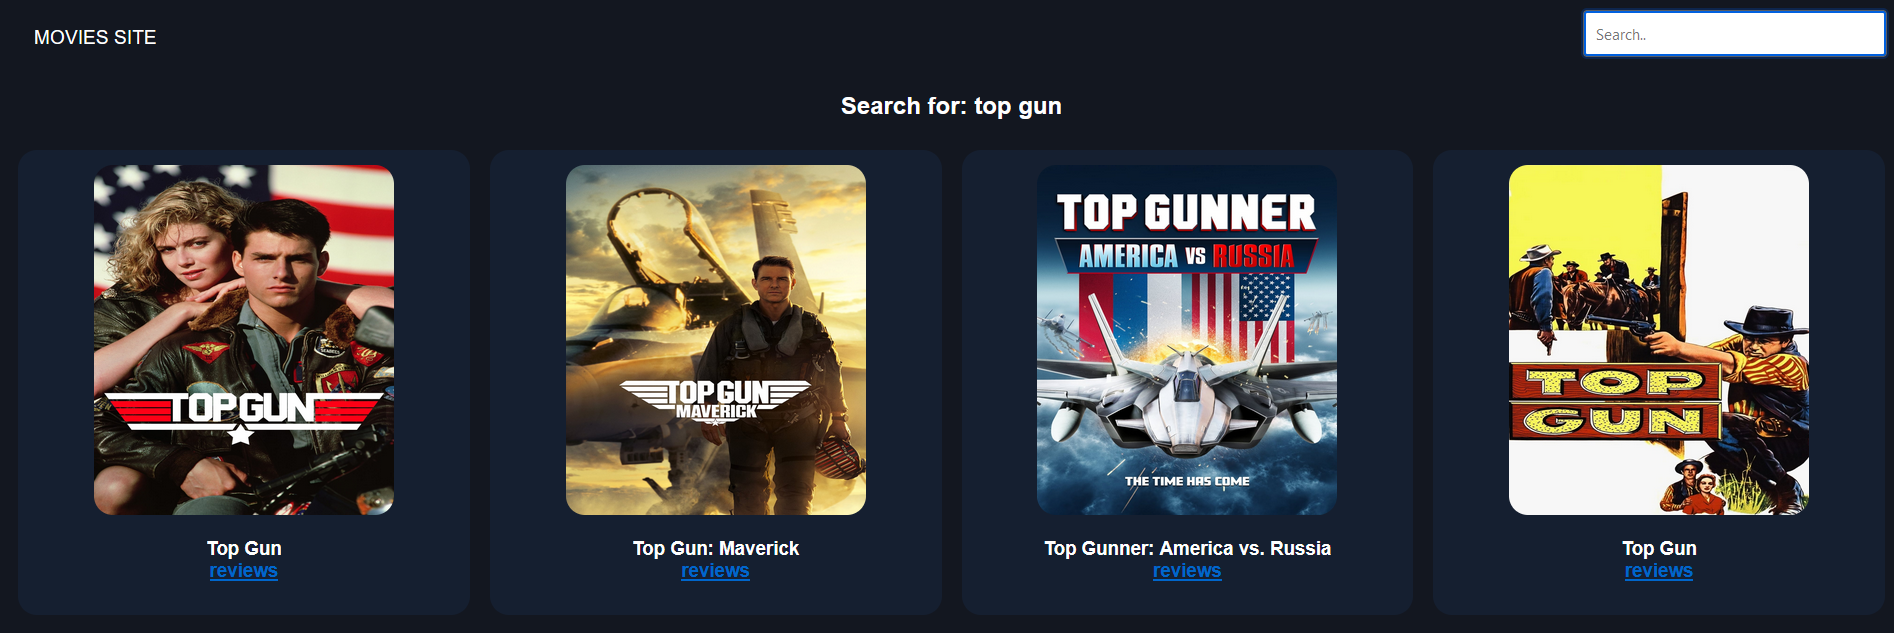 MOVIES SITE
Search..
Search for: top gun
TOP GUN
Top Gun
reviews
TOP GUN
MAVERICK
Top Gun: Maverick
reviews
TOP GUNNER
AMERICA VS RUSSIA
THE TIME HAS COME
Top Gunner: America vs. Russia
reviews
TOP
GUN
Top Gun
reviews